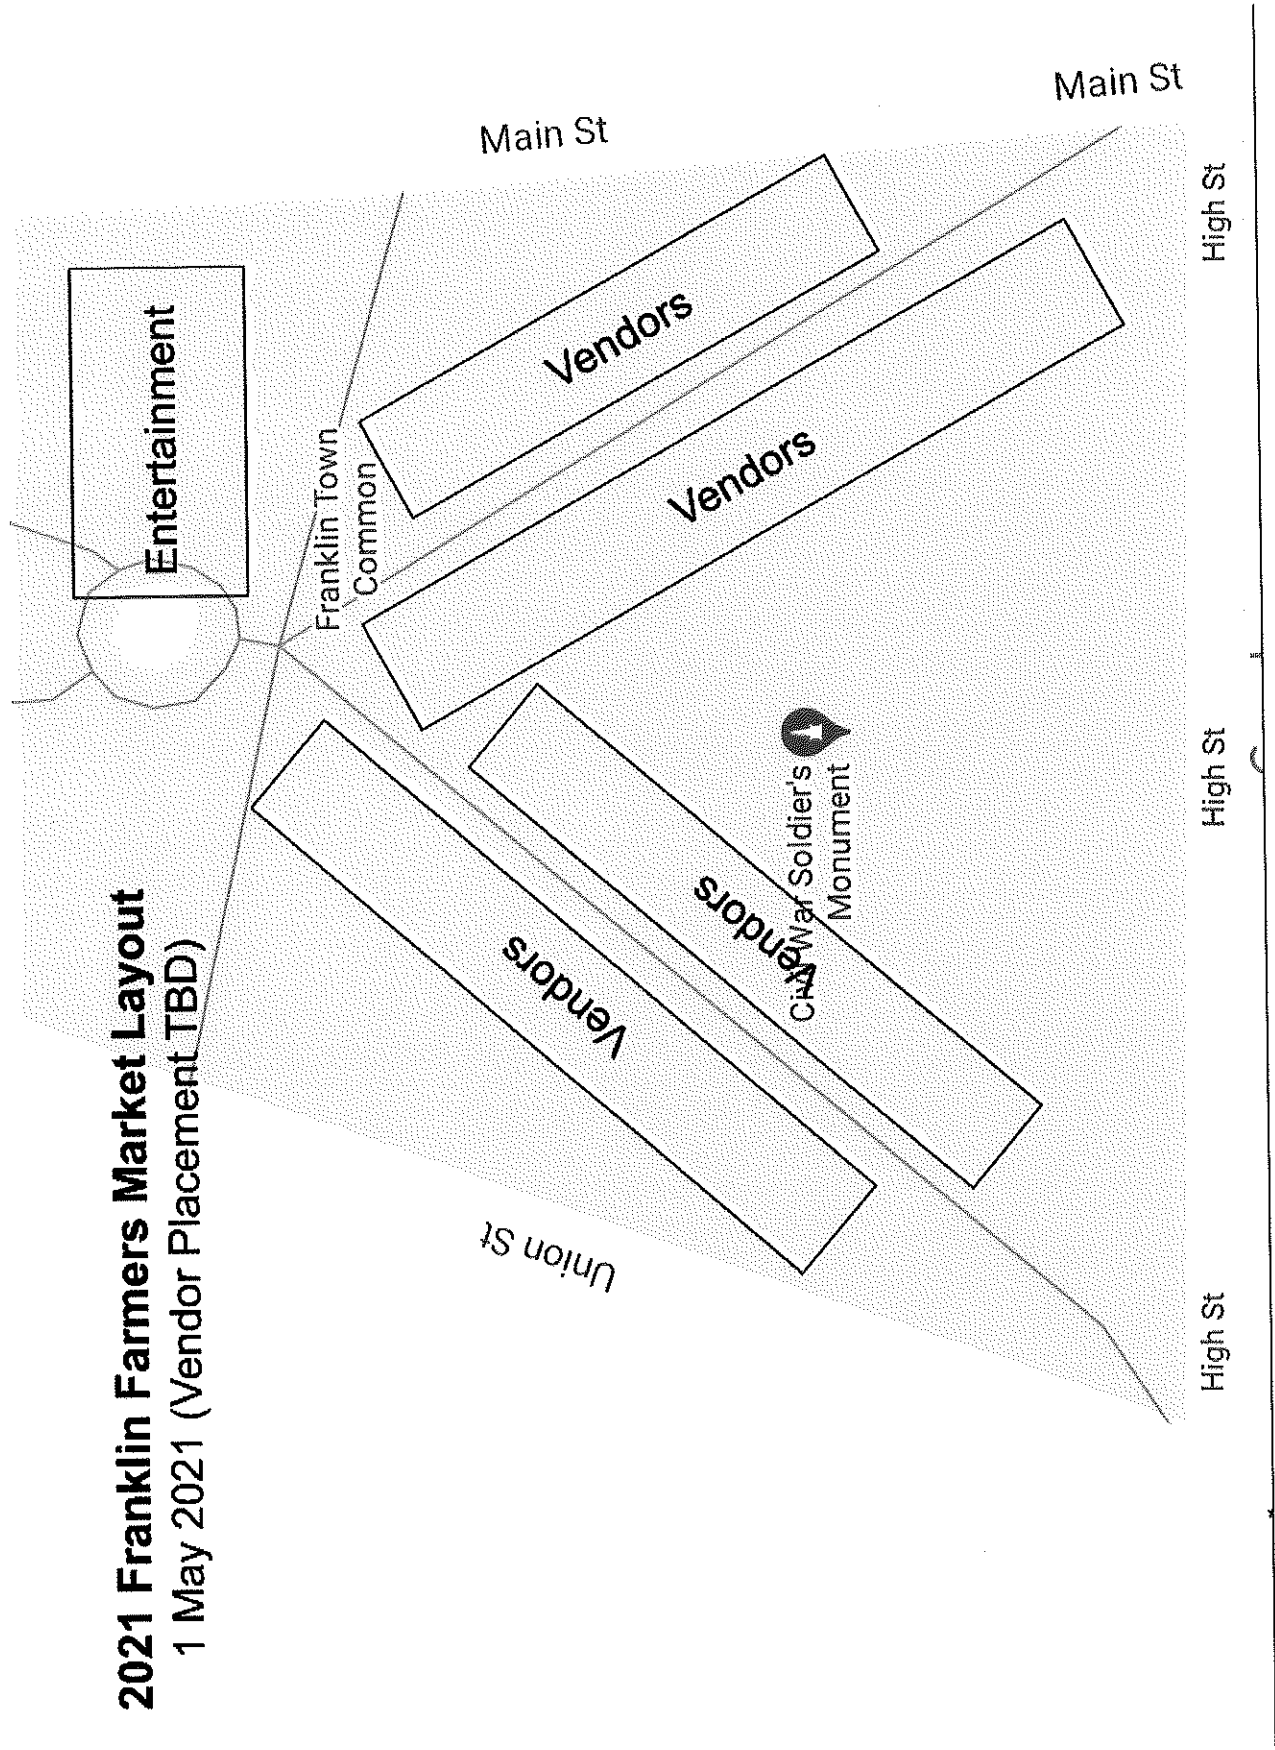 2021 Franklin Farmers Market Layout
1 May 2021 (Vendor Placement TBD)
Entertainment
Franklin Town
Common
Main St
Main St
Vendors
Vendors
Vendors
Vendors
Civil War Soldier's
Monument
Union St
High St
High St
High St